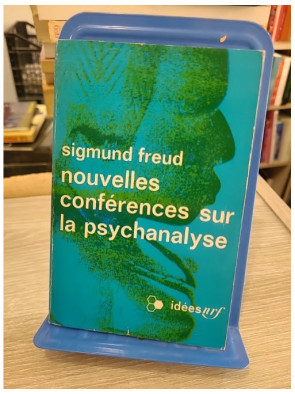 sigmund freud
nouvelles
conférences sur
la psychanalyse
idées nrf